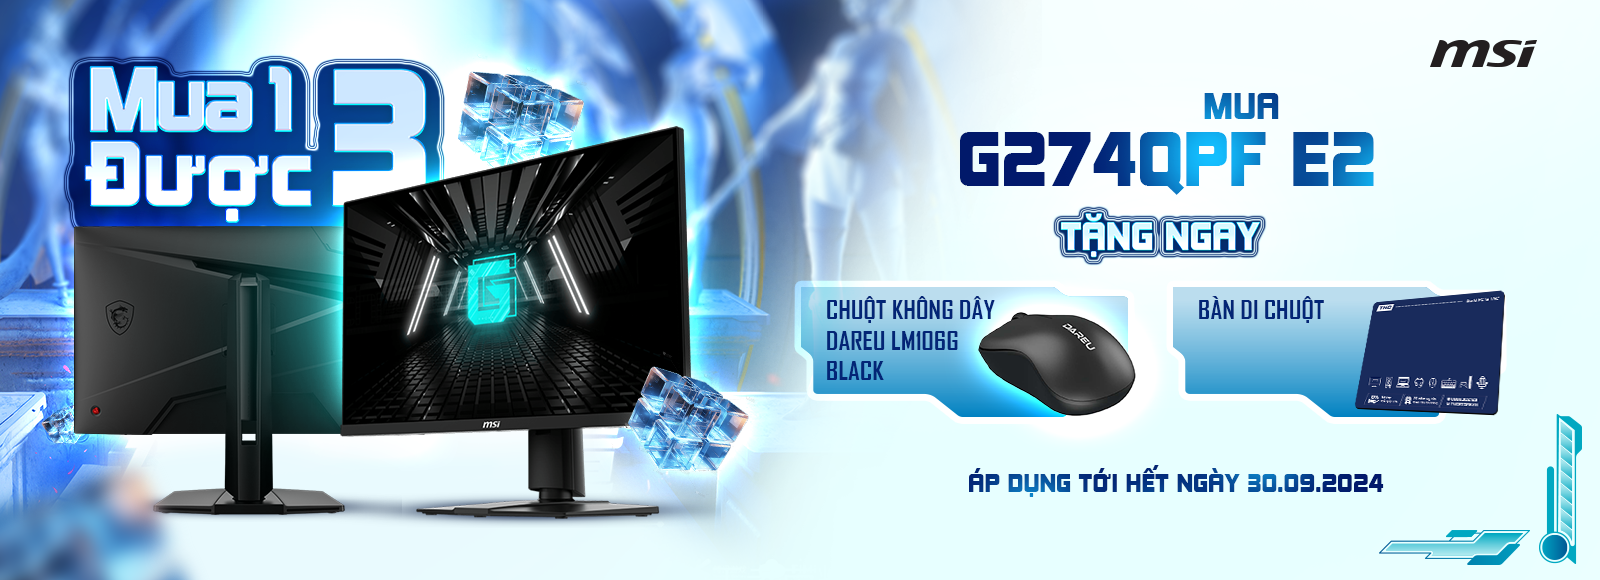 Mua 1
Được 3
msi
MUA
G274QPF E2
TẶNG NGAY
CHUỘT KHÔNG DÂY
DAREU LM106G
BLACK
DAREU
BÀN DI CHUỘT
TNC
G
msi
ÁP DỤNG TỚI HẾT NGÀY 30.09.2024